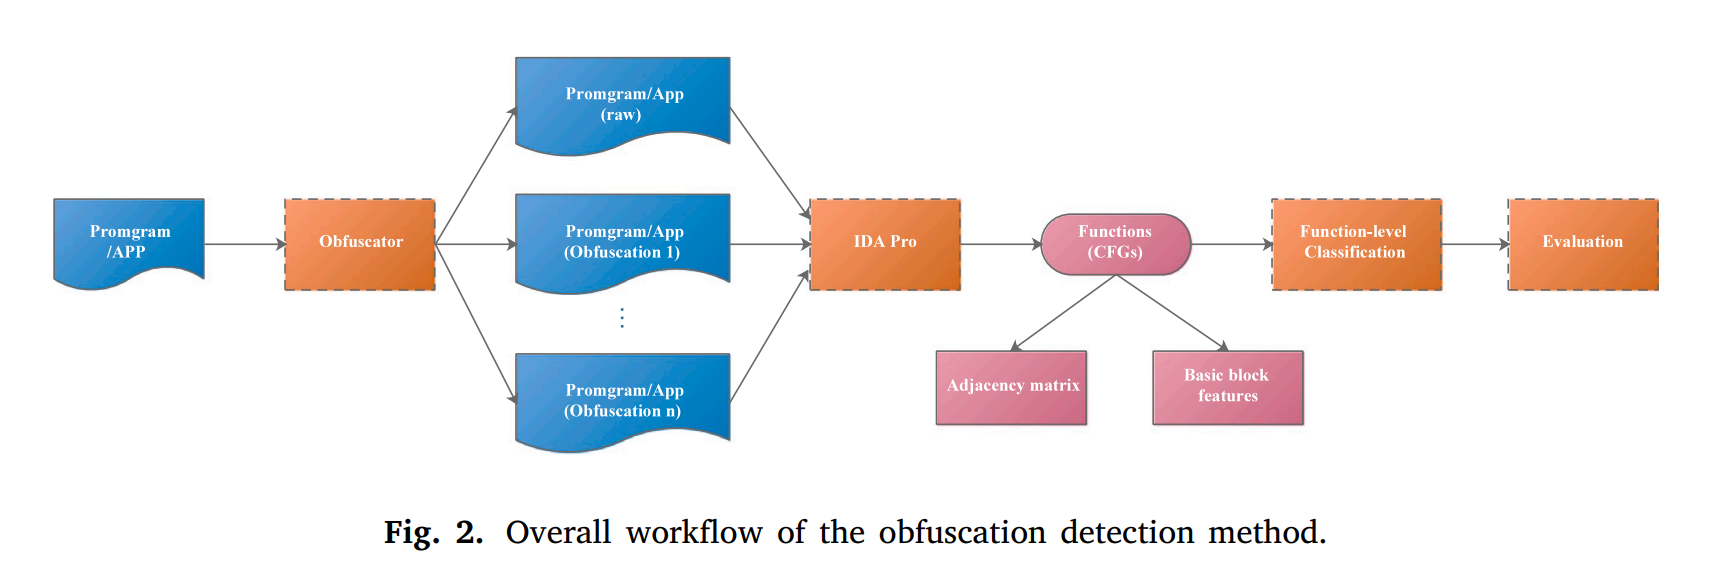 Promgram
/APP
Obfuscator
Promgram/App
(raw)
Promgram/App
(Obfuscation 1)
⋮
Promgram/App
(Obfuscation n)
IDA Pro
Functions
(CFGs)
Adjacency matrix
Basic block
features
Function-level
Classification
Evaluation
Fig. 2. Overall workflow of the obfuscation detection method.